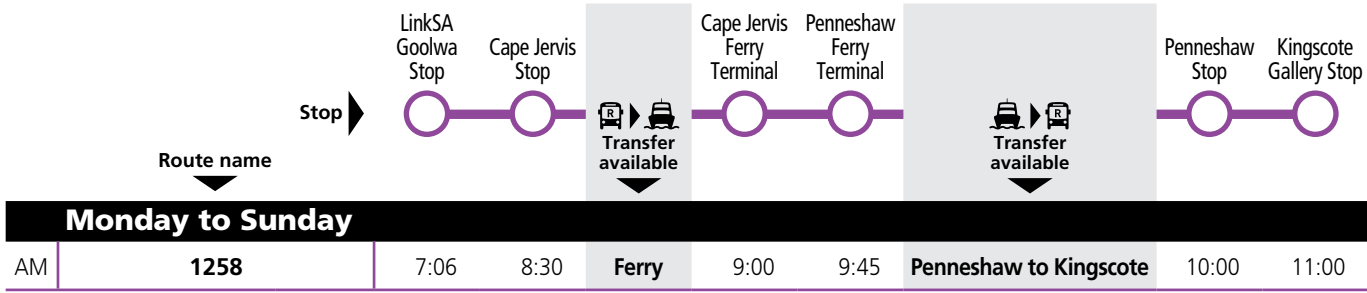 LinkSA
Goolwa
Stop
Cape Jervis
Stop
Cape Jervis
Ferry
Terminal
Penneshaw
Ferry
Terminal
Penneshaw
Stop
Kingscote
Gallery Stop
Stop
R
Transfer
available
R
Transfer
available
Route name
Monday to Sunday
AM 1258 7:06 8:30 Ferry 9:00 9:45 Penneshaw to Kingscote 10:00 11:00